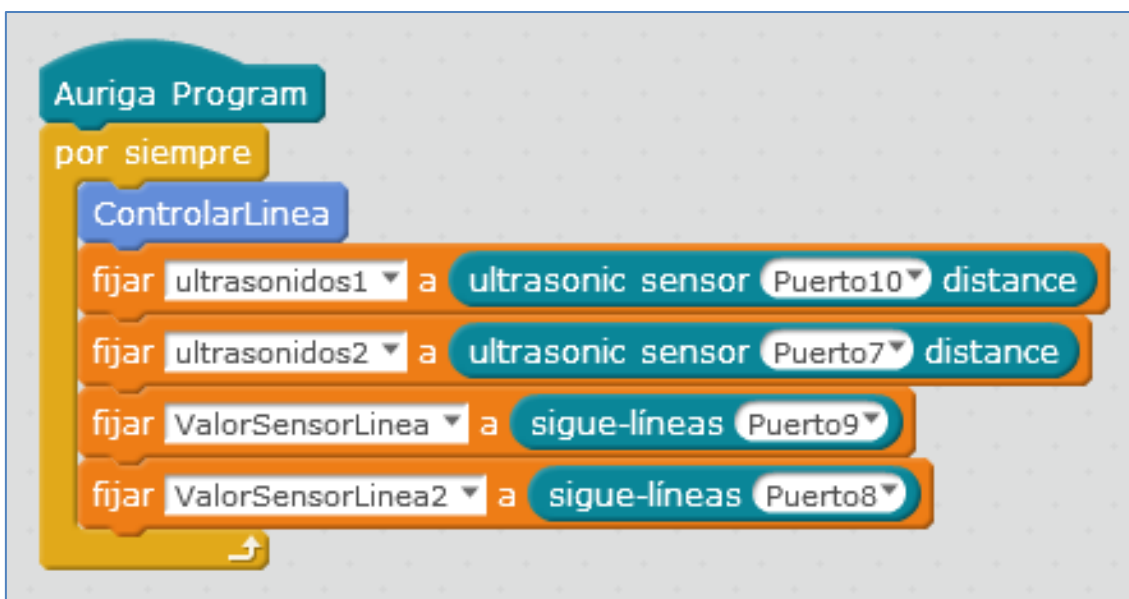 Auriga Program
por siempre
ControlarLinea
fijar ultrasonidos1 a ultrasonic sensor Puerto10 distance
fijar ultrasonidos2 a ultrasonic sensor Puerto7 distance
fijar ValorSensorLinea a sigue-líneas Puerto9
fijar ValorSensorLinea2 a sigue-líneas Puerto8